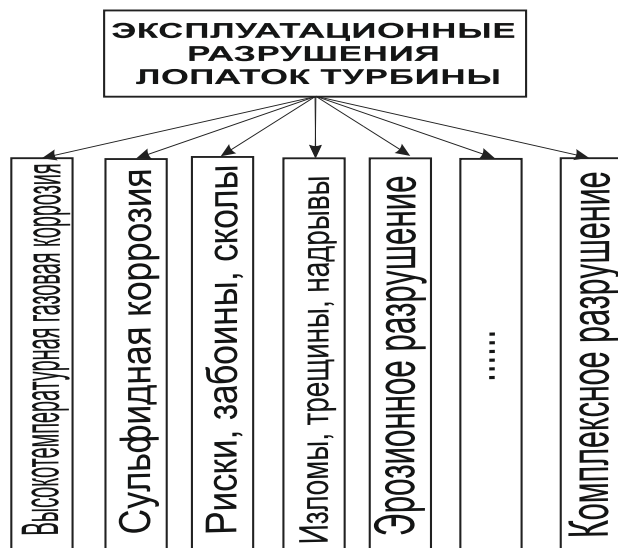 ЭКСПЛУАТАЦИОННЫЕ
РАЗРУШЕНИЯ
ЛОПАТОК ТУРБИНЫ
Высокотемпературная газовая коррозия
Сульфидная коррозия
Риски, забоины, сколы
Изломы, трещины, надрывы
Эрозионное разрушение
......
Комплексное разрушение